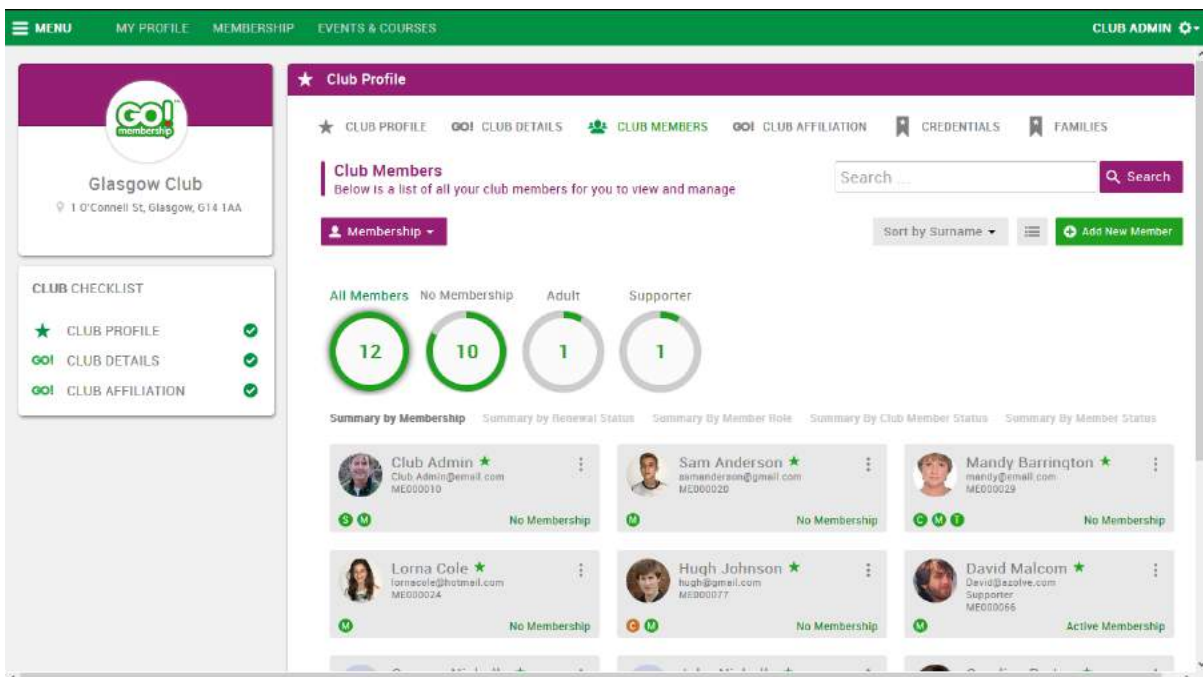 MENU MY PROFILE MEMBERSHIP EVENTS & COURSES CLUB ADMIN
GO!
membership
Glasgow Club
1 O'Connell St, Glasgow, G14 1AA
CLUB CHECKLIST
CLUB PROFILE
GO! CLUB DETAILS
GO! CLUB AFFILIATION
Club Profile
CLUB PROFILE GO! CLUB DETAILS CLUB MEMBERS GO! CLUB AFFILIATION CREDENTIALS FAMILIES
Club Members
Below is a list of all your club members for you to view and manage
Search ... Search
Membership Sort by Surname Add New Member
All Members No Membership Adult Supporter
12 10 1 1
Summary by Membership Summary by Renewal Status Summary By Member Role Summary By Club Member Status Summary By Member Status
Club Admin
Club.Admin@email.com
ME000010
S M No Membership
Sam Anderson
samanderson@gmail.com
ME000020
M No Membership
Mandy Barrington
mandy@email.com
ME000029
C M T No Membership
Lorna Cole
lornacole@hotmail.com
ME000024
M No Membership
Hugh Johnson
hugh@gmail.com
ME000077
C M No Membership
David Malcom
David@azolve.com
Supporter
ME000066
M Active Membership